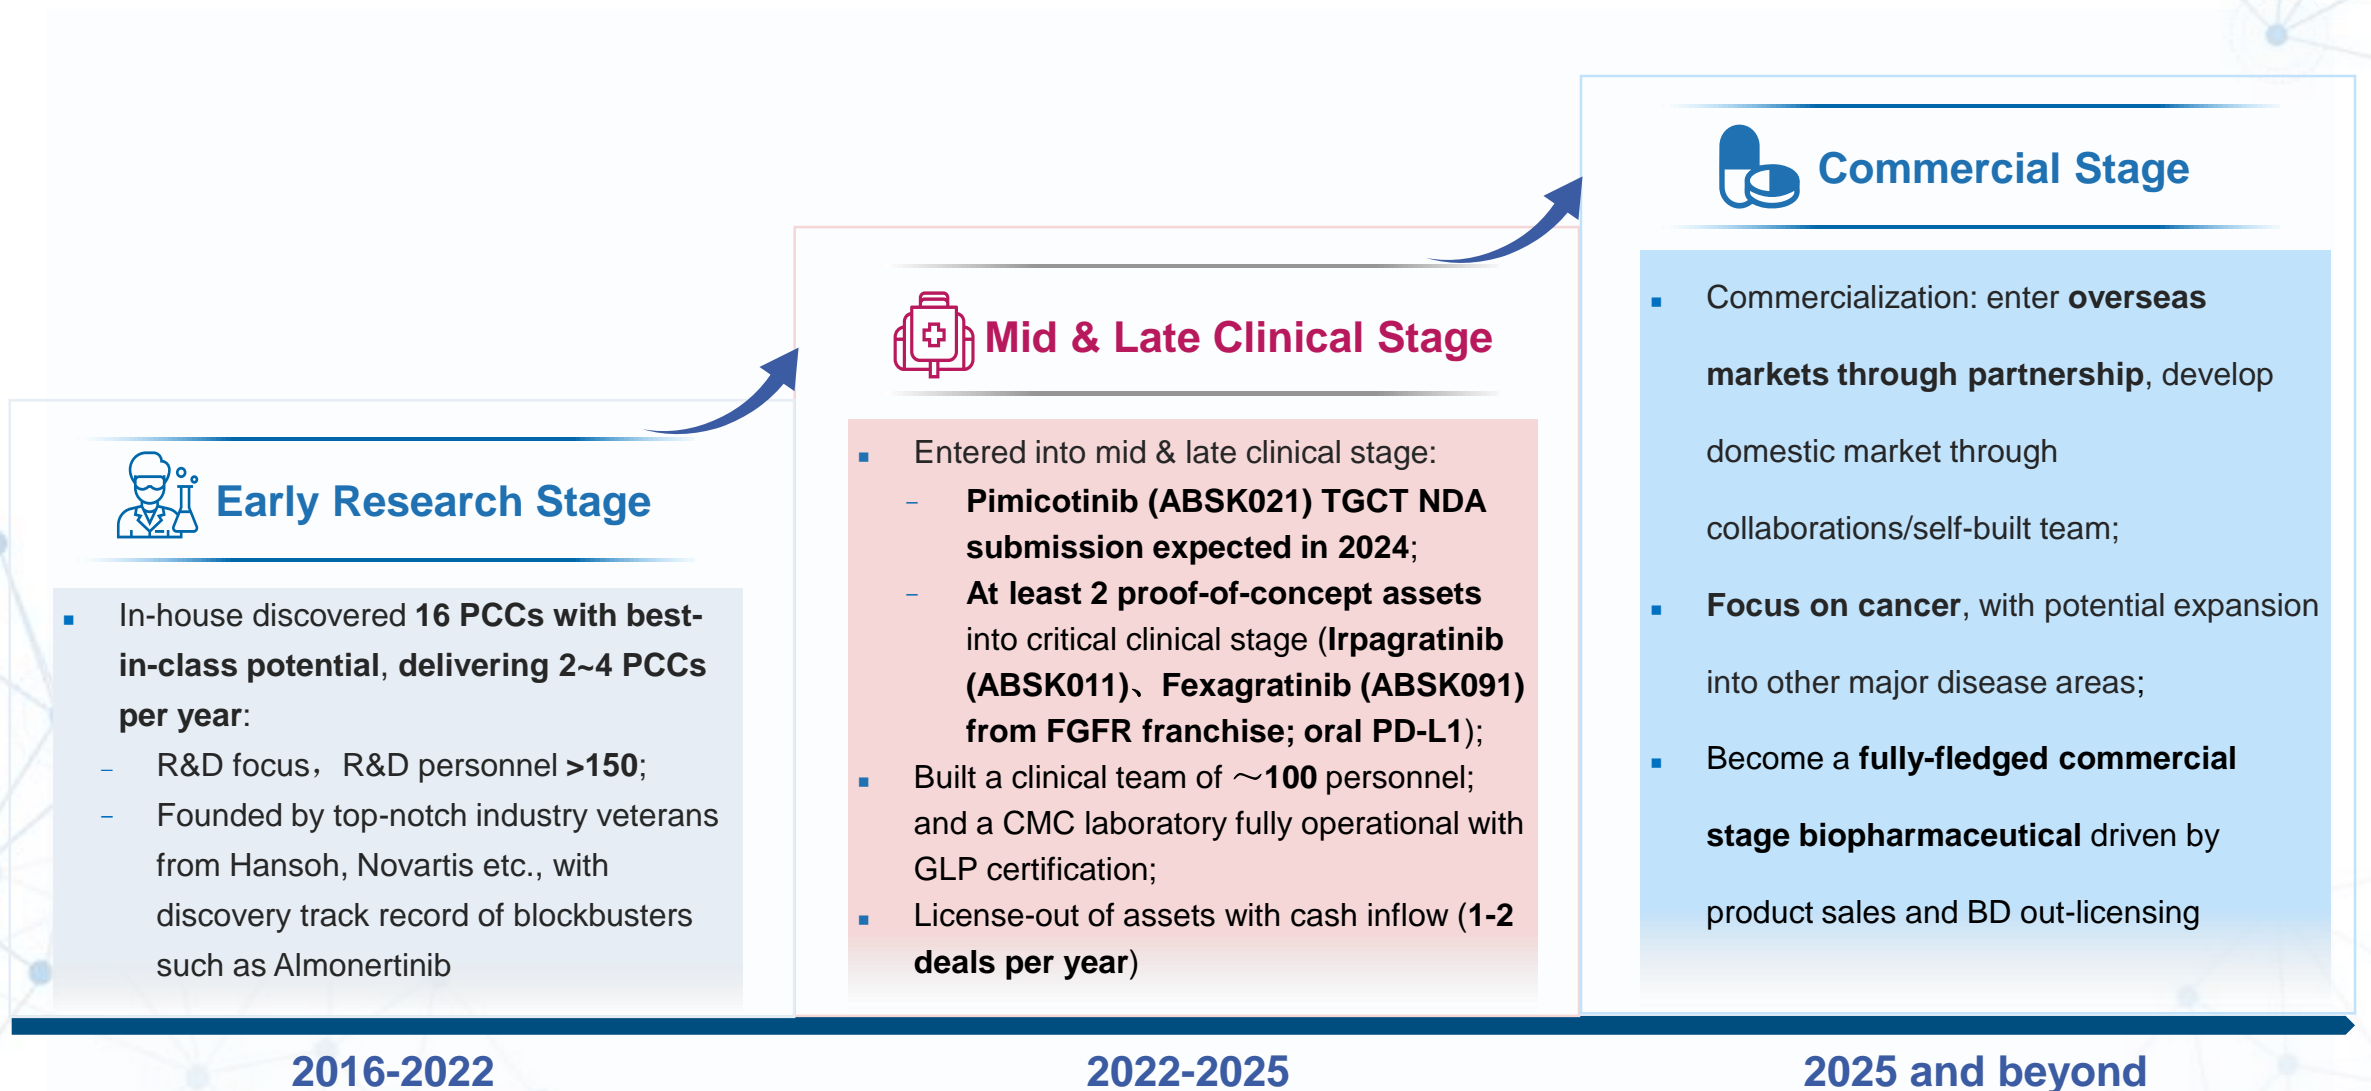 Early Research Stage
▪ In-house discovered 16 PCCs with best-
in-class potential, delivering 2~4 PCCs
per year:
− R&D focus，R&D personnel >150;
− Founded by top-notch industry veterans
from Hansoh, Novartis etc., with
discovery track record of blockbusters
such as Almonertinib
2016-2022
Mid & Late Clinical Stage
▪ Entered into mid & late clinical stage:
− Pimicotinib (ABSK021) TGCT NDA
submission expected in 2024;
− At least 2 proof-of-concept assets
into critical clinical stage (Irpagratinib
(ABSK011)、Fexagratinib (ABSK091)
from FGFR franchise; oral PD-L1);
▪ Built a clinical team of ～100 personnel;
and a CMC laboratory fully operational with
GLP certification;
▪ License-out of assets with cash inflow (1-2
deals per year)
2022-2025
Commercial Stage
▪ Commercialization: enter overseas
markets through partnership, develop
domestic market through
collaborations/self-built team;
▪ Focus on cancer, with potential expansion
into other major disease areas;
▪ Become a fully-fledged commercial
stage biopharmaceutical driven by
product sales and BD out-licensing
2025 and beyond